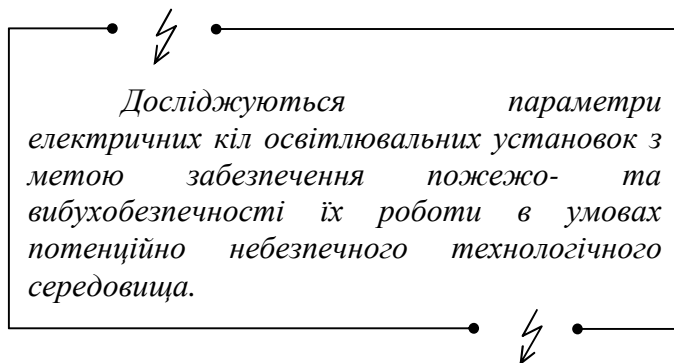 Досліджуються параметри
електричних кіл освітлювальних установок з
метою забезпечення пожежо- та
вибухобезпечності їх роботи в умовах
потенційно небезпечного технологічного
середовища.